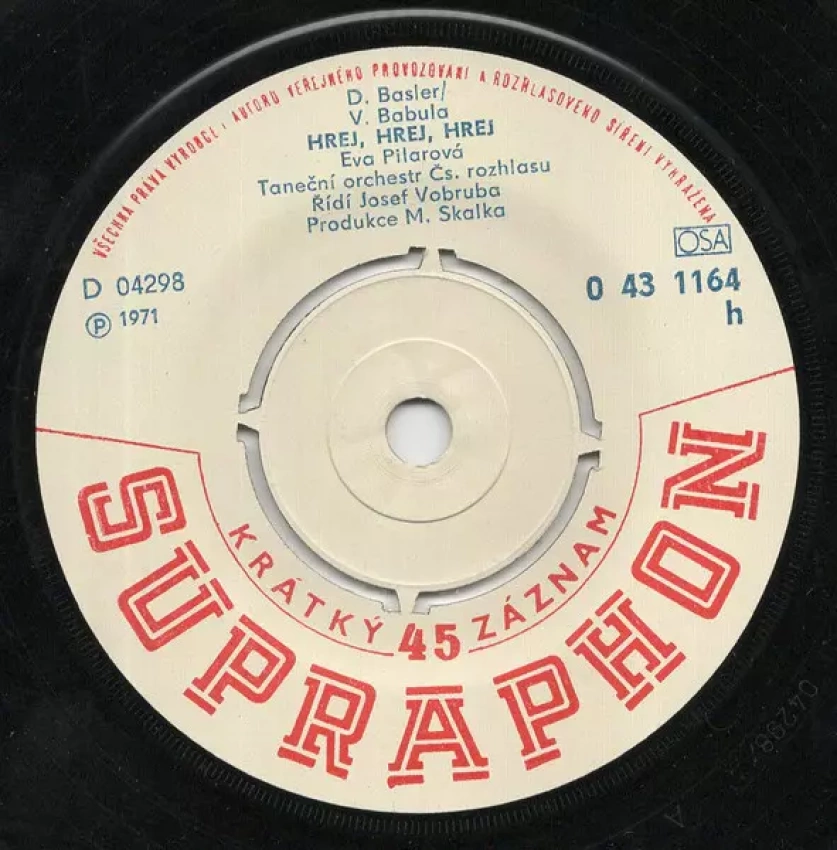 VŠECHNA PRÁVA VÝROBCE I AUTORŮ VEŘEJNÉHO PROVOZOVÁNÍ A ROZHLASOVÉHO ŠÍŘENÍ VYHRAŽENA
D. Basler/
V. Babula
HREJ, HREJ, HREJ
Eva Pilarová
Taneční orchestr Čs. rozhlasu
Řídí Josef Vobruba
Produkce M. Skalka
OSA
D 04298
0 43 1164
Ⓟ 1971
h
KRÁTKÝ 45 ZÁZNAM
SUPRAPHON
A